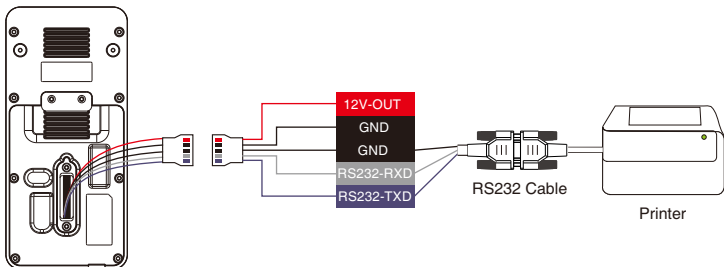 12V-OUT
GND
GND
RS232-RXD
RS232-TXD
RS232 Cable
Printer